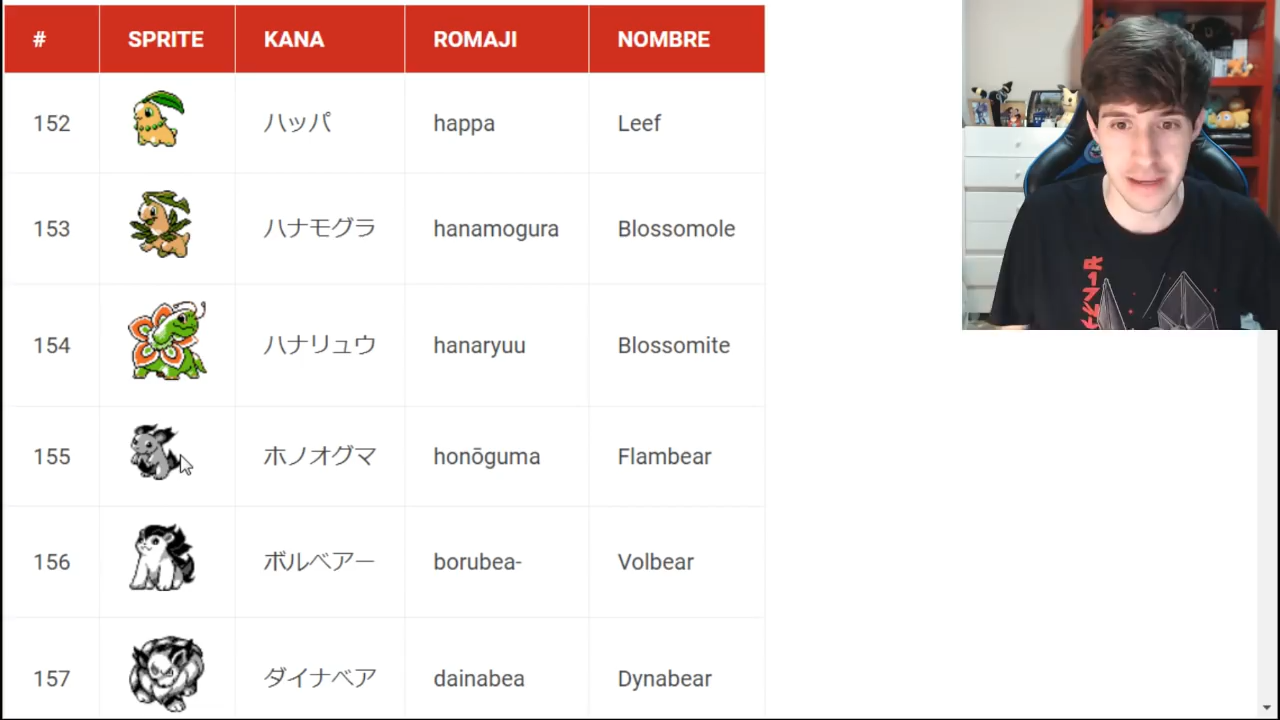 # SPRITE KANA ROMAJI NOMBRE
152 ハッパ happa Leef
153 ハナモグラ hanamogura Blossomole
154 ハナリュウ hanaryuu Blossomite
155 ホノオグマ honōguma Flambear
156 ボルベアー borubea- Volbear
157 ダイナベア dainabea Dynabear